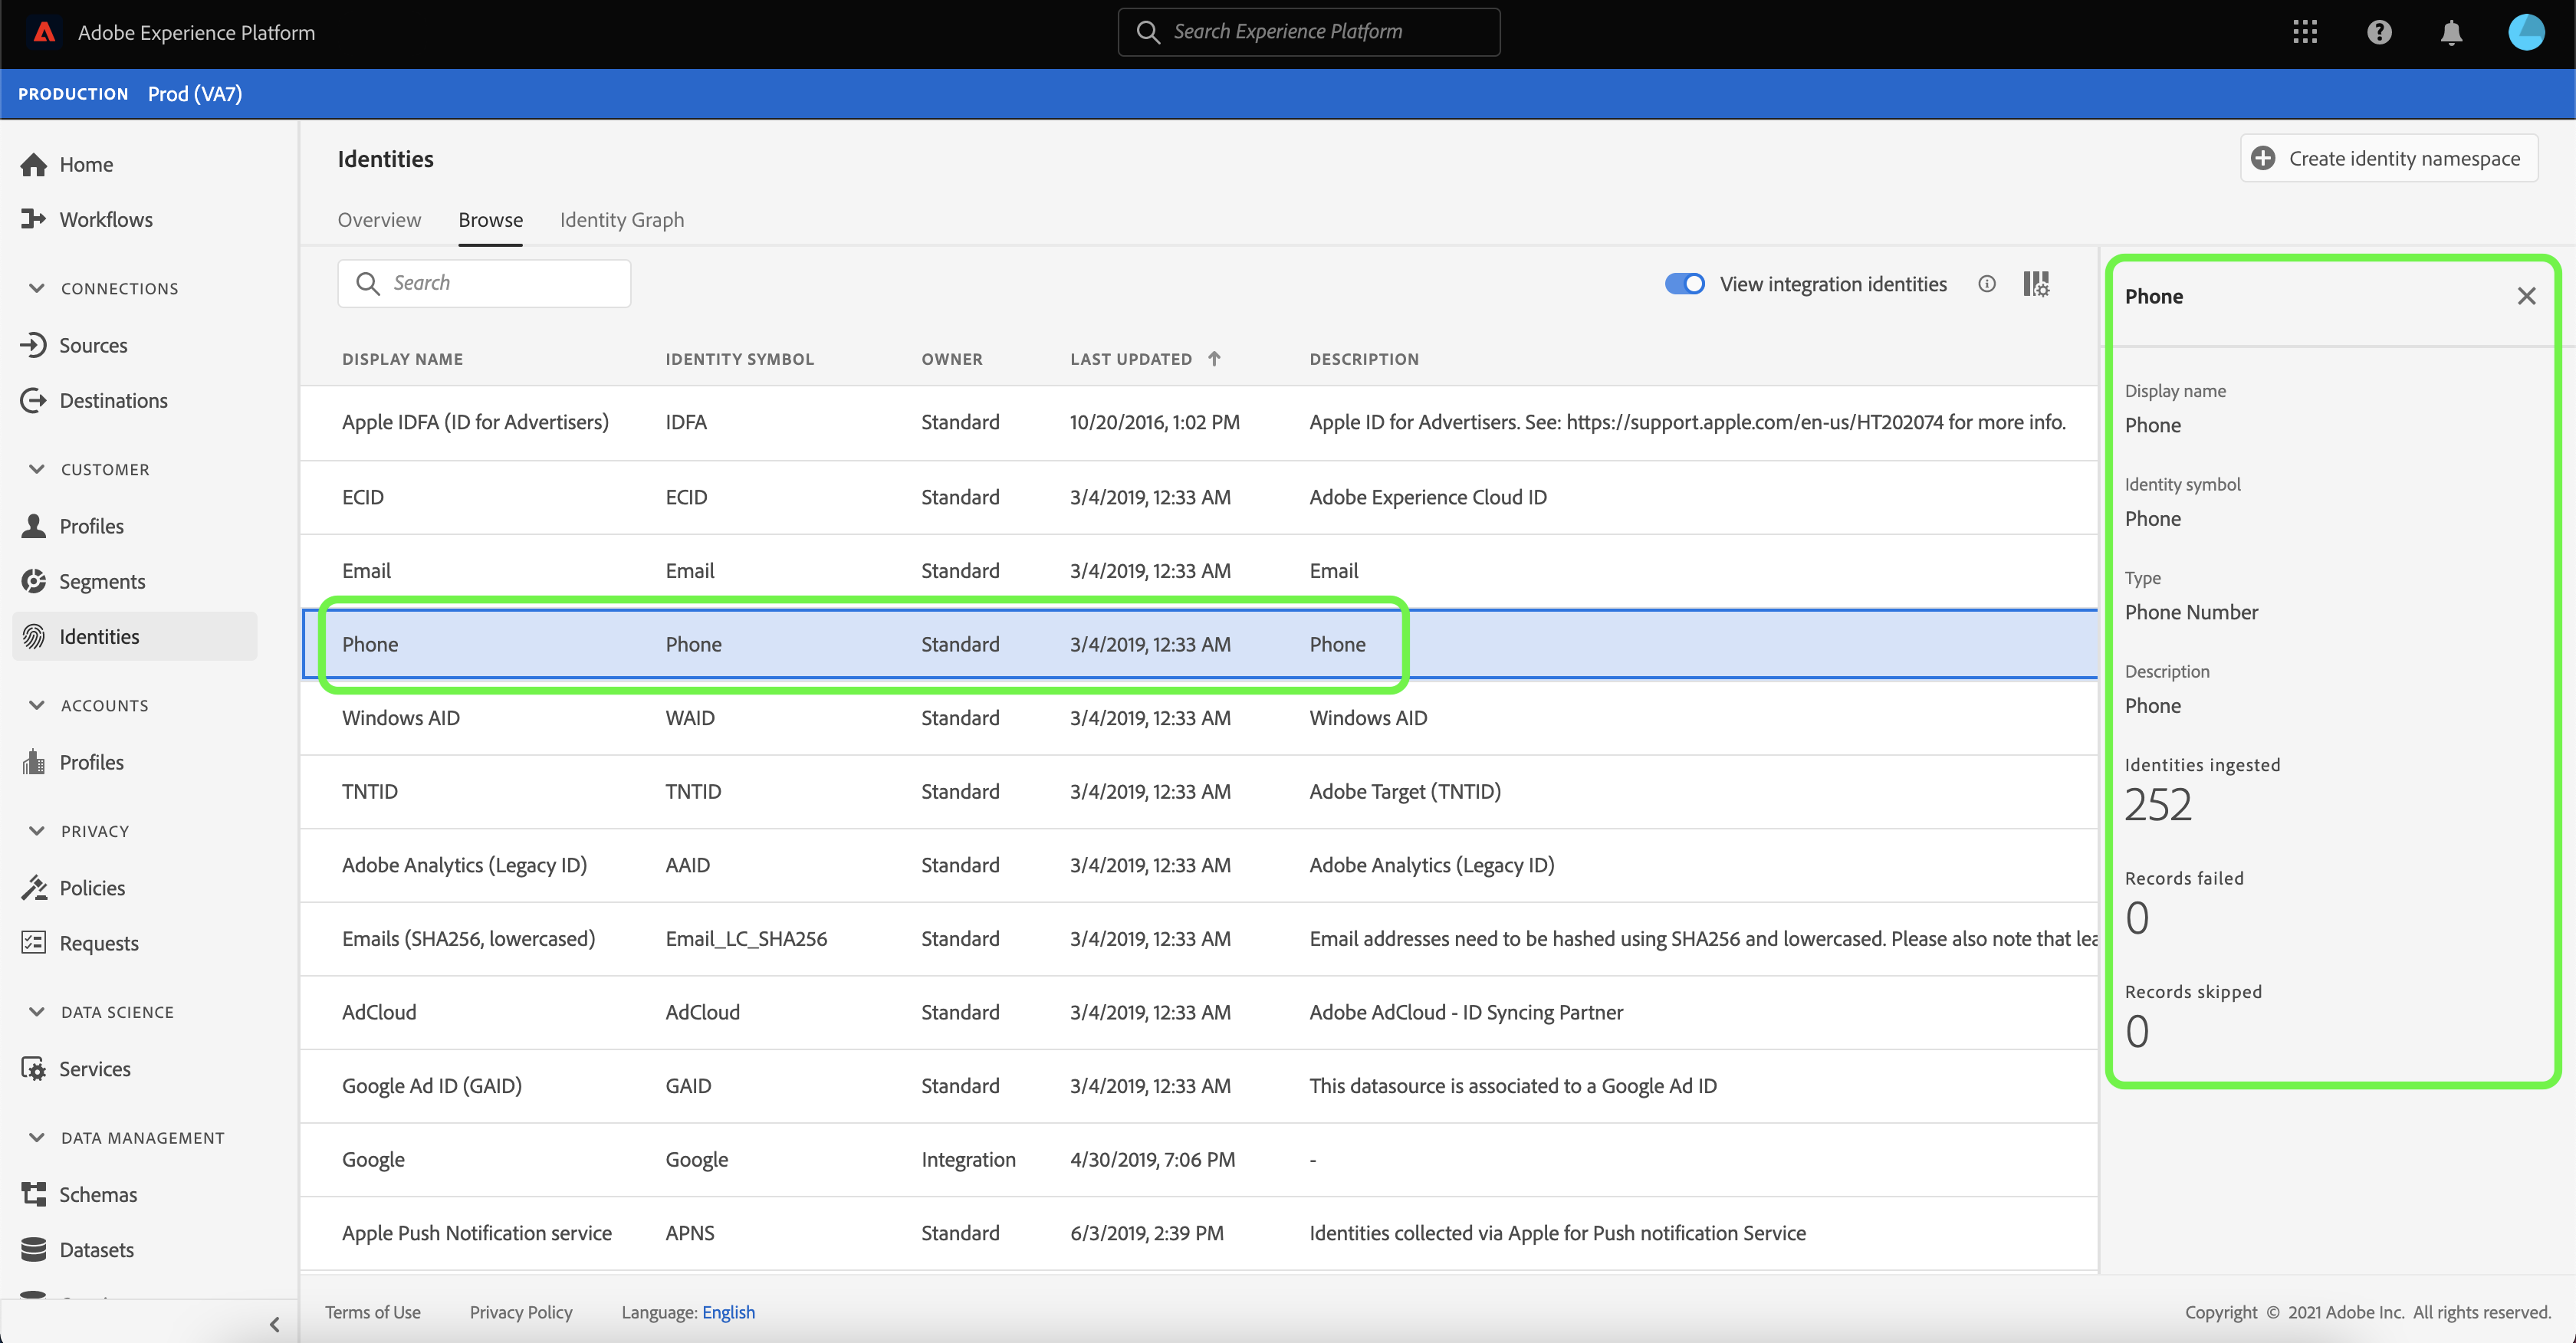 Adobe Experience Platform
Search Experience Platform
PRODUCTION Prod (VA7)
Home
Workflows
CONNECTIONS
Sources
Destinations
CUSTOMER
Profiles
Segments
Identities
ACCOUNTS
Profiles
PRIVACY
Policies
Requests
DATA SCIENCE
Services
DATA MANAGEMENT
Schemas
Datasets
Identities
Create identity namespace
Overview Browse Identity Graph
Search
View integration identities
DISPLAY NAME IDENTITY SYMBOL OWNER LAST UPDATED DESCRIPTION
Apple IDFA (ID for Advertisers) IDFA Standard 10/20/2016, 1:02 PM Apple ID for Advertisers. See: https://support.apple.com/en-us/HT202074 for more info.
ECID ECID Standard 3/4/2019, 12:33 AM Adobe Experience Cloud ID
Email Email Standard 3/4/2019, 12:33 AM Email
Phone Phone Standard 3/4/2019, 12:33 AM Phone
Windows AID WAID Standard 3/4/2019, 12:33 AM Windows AID
TNTID TNTID Standard 3/4/2019, 12:33 AM Adobe Target (TNTID)
Adobe Analytics (Legacy ID) AAID Standard 3/4/2019, 12:33 AM Adobe Analytics (Legacy ID)
Emails (SHA256, lowercased) Email_LC_SHA256 Standard 3/4/2019, 12:33 AM Email addresses need to be hashed using SHA256 and lowercased. Please also note that lea
AdCloud AdCloud Standard 3/4/2019, 12:33 AM Adobe AdCloud - ID Syncing Partner
Google Ad ID (GAID) GAID Standard 3/4/2019, 12:33 AM This datasource is associated to a Google Ad ID
Google Google Integration 4/30/2019, 7:06 PM -
Apple Push Notification service APNS Standard 6/3/2019, 2:39 PM Identities collected via Apple for Push notification Service
Phone
Display name
Phone
Identity symbol
Phone
Type
Phone Number
Description
Phone
Identities ingested
252
Records failed
0
Records skipped
0
Terms of Use Privacy Policy Language: English
Copyright © 2021 Adobe Inc. All rights reserved.